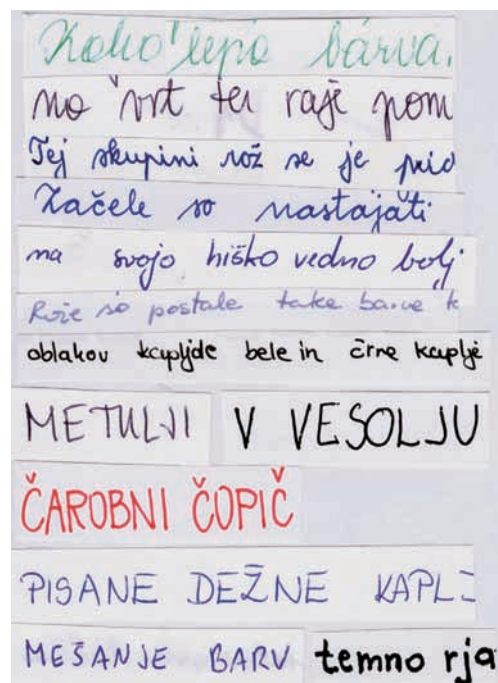 Kako lepo barva.
na vrt ter raje pom
Tej skupini rož se je prid
Začele so nastajati
na svojo hiško vedno bolj
Rože so postale take barve k
oblakov kapljde bele in črne kaplje
METULJI V VESOLJU
ČAROBNI ČOPIČ
PISANE DEŽNE KAPL
MEŠANJE BARV temno rja